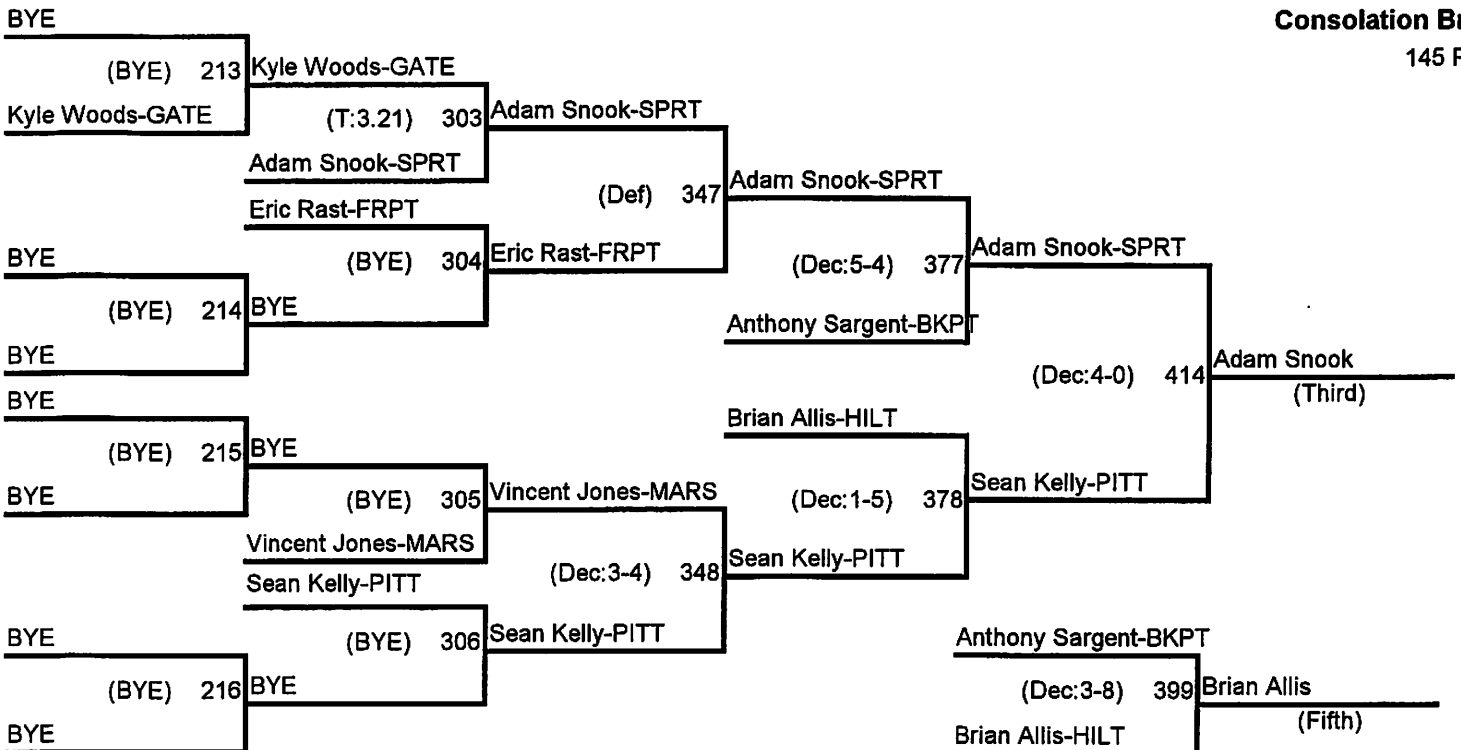 BYE
Consolation
145
(BYE) 213 Kyle Woods-GATE
Kyle Woods-GATE
(T:3.21) 303 Adam Snook-SPRT
Adam Snook-SPRT
(Def) 347 Adam Snook-SPRT
Eric Rast-FRPT
(BYE) 304 Eric Rast-FRPT
BYE
(Dec:5-4) 377 Adam Snook-SPRT
(BYE) 214 BYE
Anthony Sargent-BKPT
BYE
(Dec:4-0) 414 Adam Snook
(Third)
BYE
Brian Allis-HILT
(BYE) 215 BYE
BYE
(BYE) 305 Vincent Jones-MARS
(Dec:1-5) 378 Sean Kelly-PITT
Vincent Jones-MARS
(Dec:3-4) 348 Sean Kelly-PITT
Sean Kelly-PITT
BYE
(BYE) 306 Sean Kelly-PITT
Anthony Sargent-BKPT
(BYE) 216 BYE
(Dec:3-8) 399 Brian Allis
(Fifth)
BYE
Brian Allis-HILT